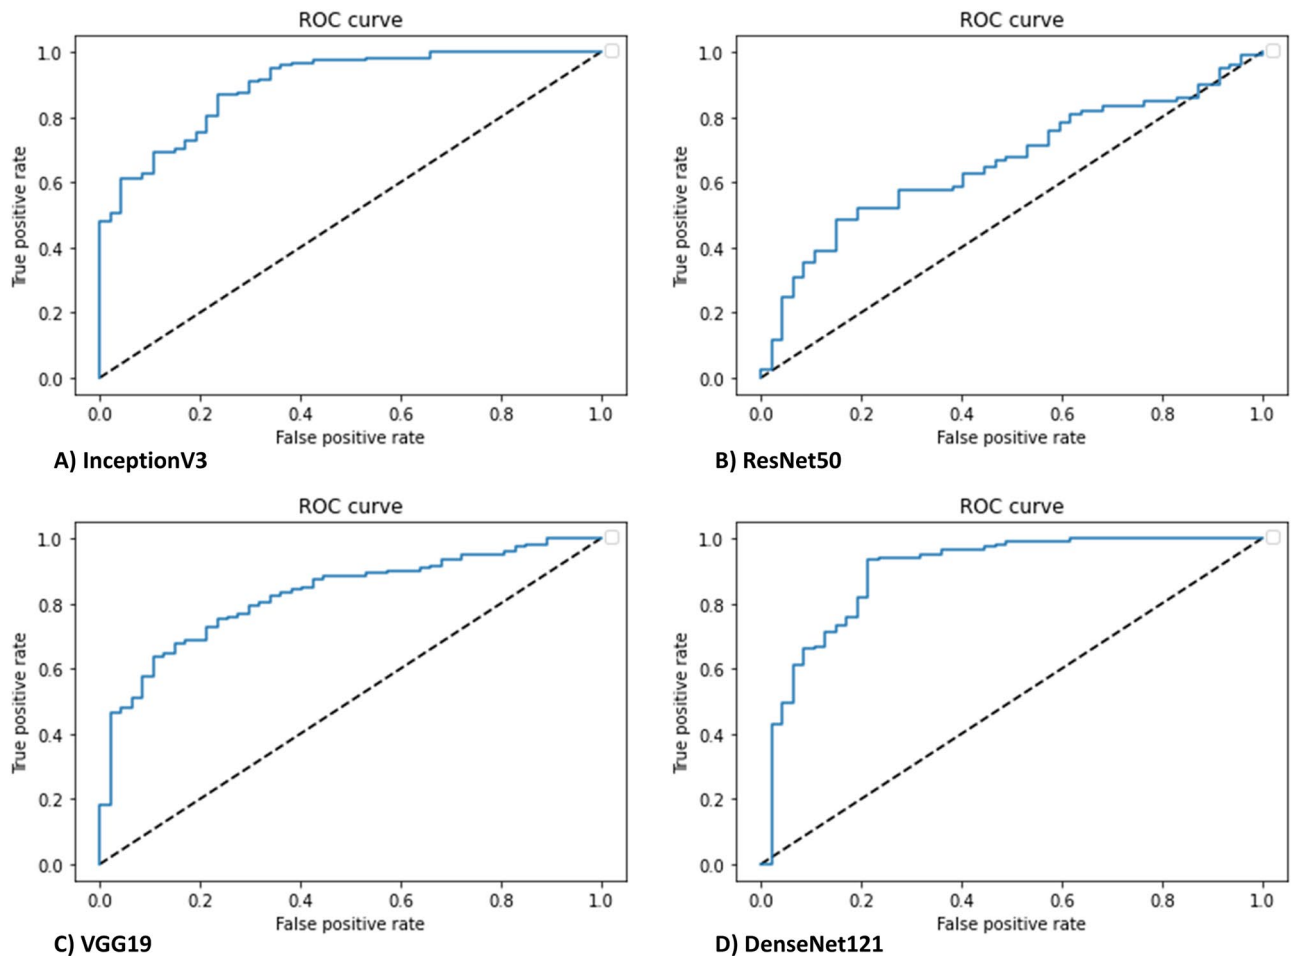 ROC curve
1.0
0.8
0.6
0.4
0.2
0.0
True positive rate
0.0 0.2 0.4 0.6 0.8 1.0
False positive rate
A) InceptionV3
ROC curve
1.0
0.8
0.6
0.4
0.2
0.0
True positive rate
0.0 0.2 0.4 0.6 0.8 1.0
False positive rate
B) ResNet50
ROC curve
1.0
0.8
0.6
0.4
0.2
0.0
True positive rate
0.0 0.2 0.4 0.6 0.8 1.0
False positive rate
C) VGG19
ROC curve
1.0
0.8
0.6
0.4
0.2
0.0
True positive rate
0.0 0.2 0.4 0.6 0.8 1.0
False positive rate
D) DenseNet121